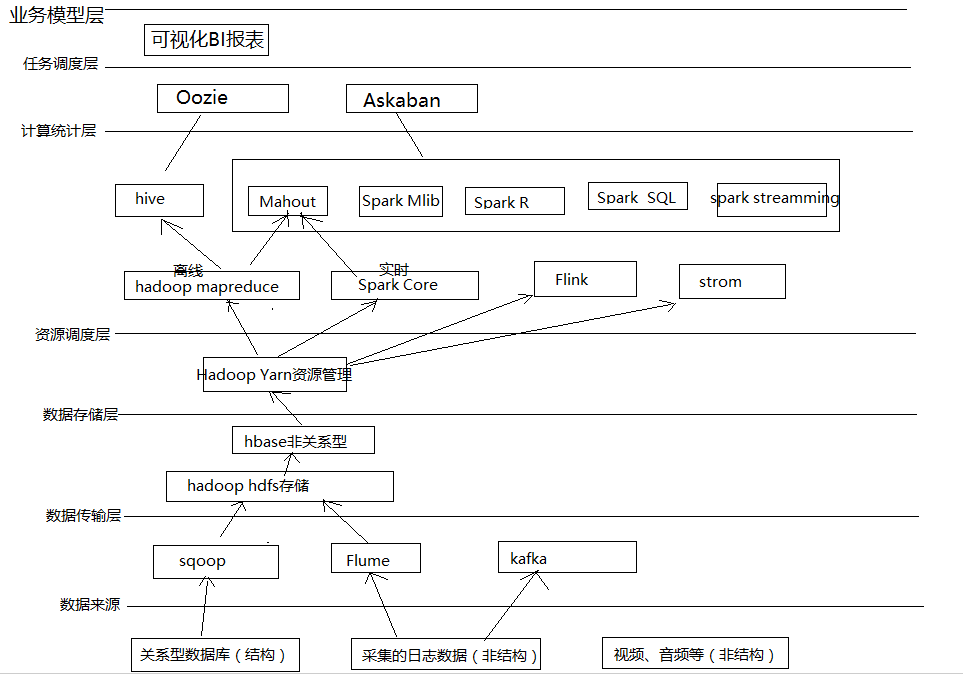 业务模型层
可视化BI报表
任务调度层
Oozie
Askaban
计算统计层
hive
Mahout
Spark Mlib
Spark R
Spark SQL
spark streamming
离线
实时
hadoop mapreduce
Spark Core
Flink
strom
资源调度层
Hadoop Yarn资源管理
数据存储层
hbase非关系型
hadoop hdfs存储
数据传输层
sqoop
Flume
kafka
数据来源
关系型数据库（结构）
采集的日志数据（非结构）
视频、音频等（非结构）